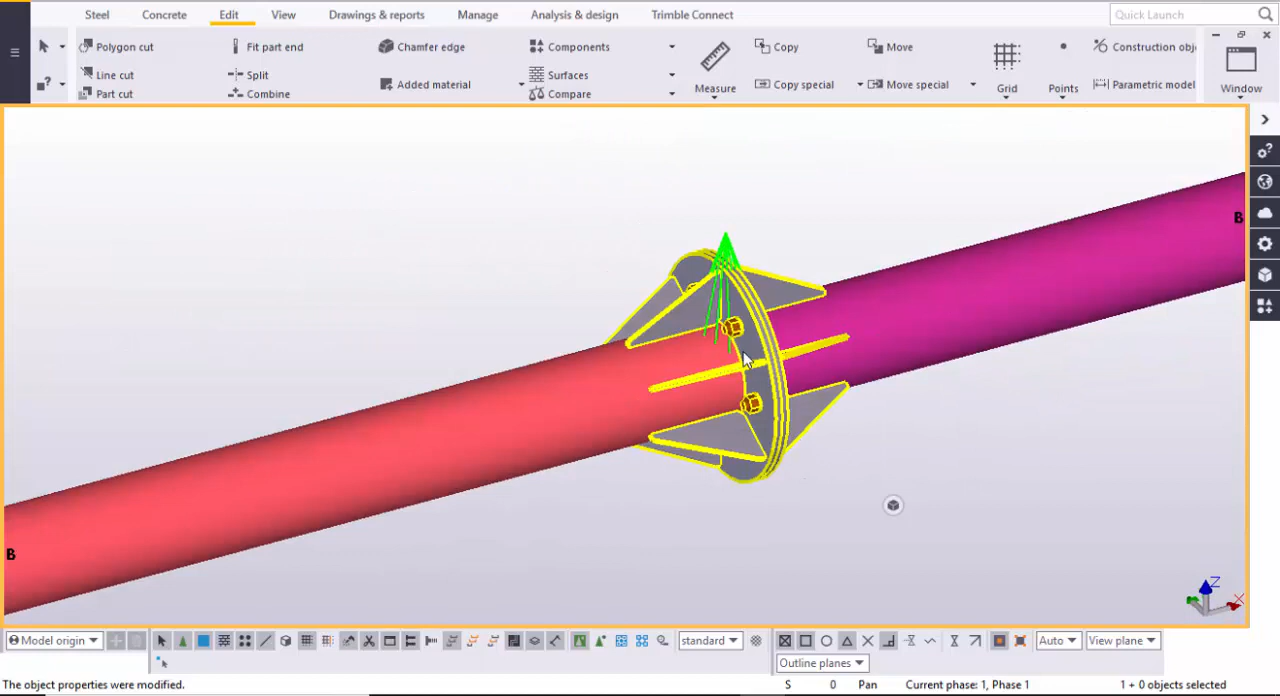 Steel Concrete Edit View Drawings & reports Manage Analysis & design Trimble Connect Quick Launch
Polygon cut Fit part end Chamfer edge Components Copy Move Construction obj
Line cut Split Added material Surfaces Measure Copy special Move special Grid Points Parametric model Window
Part cut Combine Compare
B
B
Z
X
Model origin standard Auto View plane
Outline planes
The object properties were modified. S 0 Pan Current phase: 1, Phase 1 1 + 0 objects selected